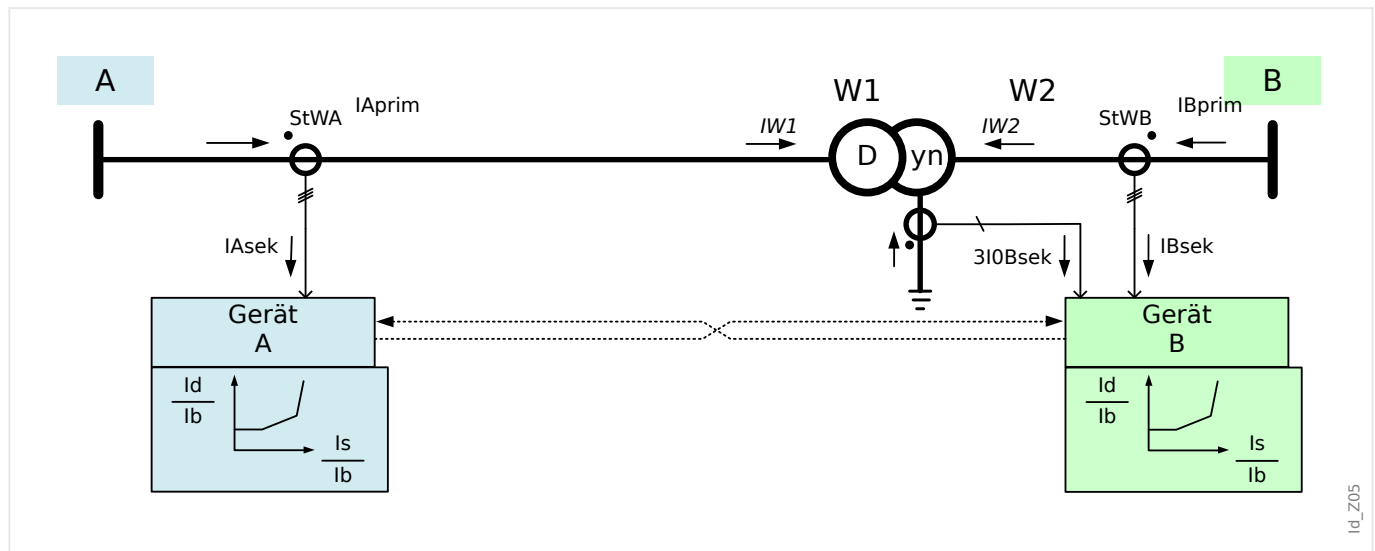 A
B
W1
W2
IAprim
IBprim
StWA
IW1
IW2
StWB
D
yn
IAsek
3I0Bsek
IBsek
Gerät
A
Gerät
B
Id
Ib
Is
Ib
Id
Ib
Is
Ib
Id_Z05